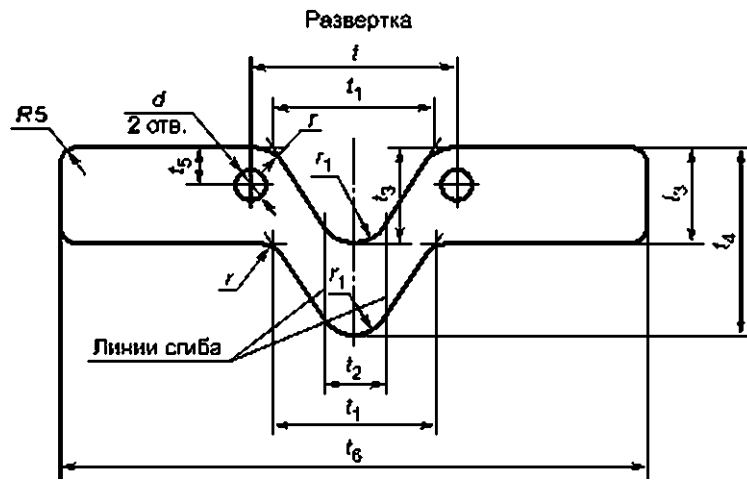 Развертка
t
t₁
d
2 отв.
R5
r
t₅
r₁
t₃
t₃
t₄
r
r₁
Линии сгиба
t₂
t₁
t₆